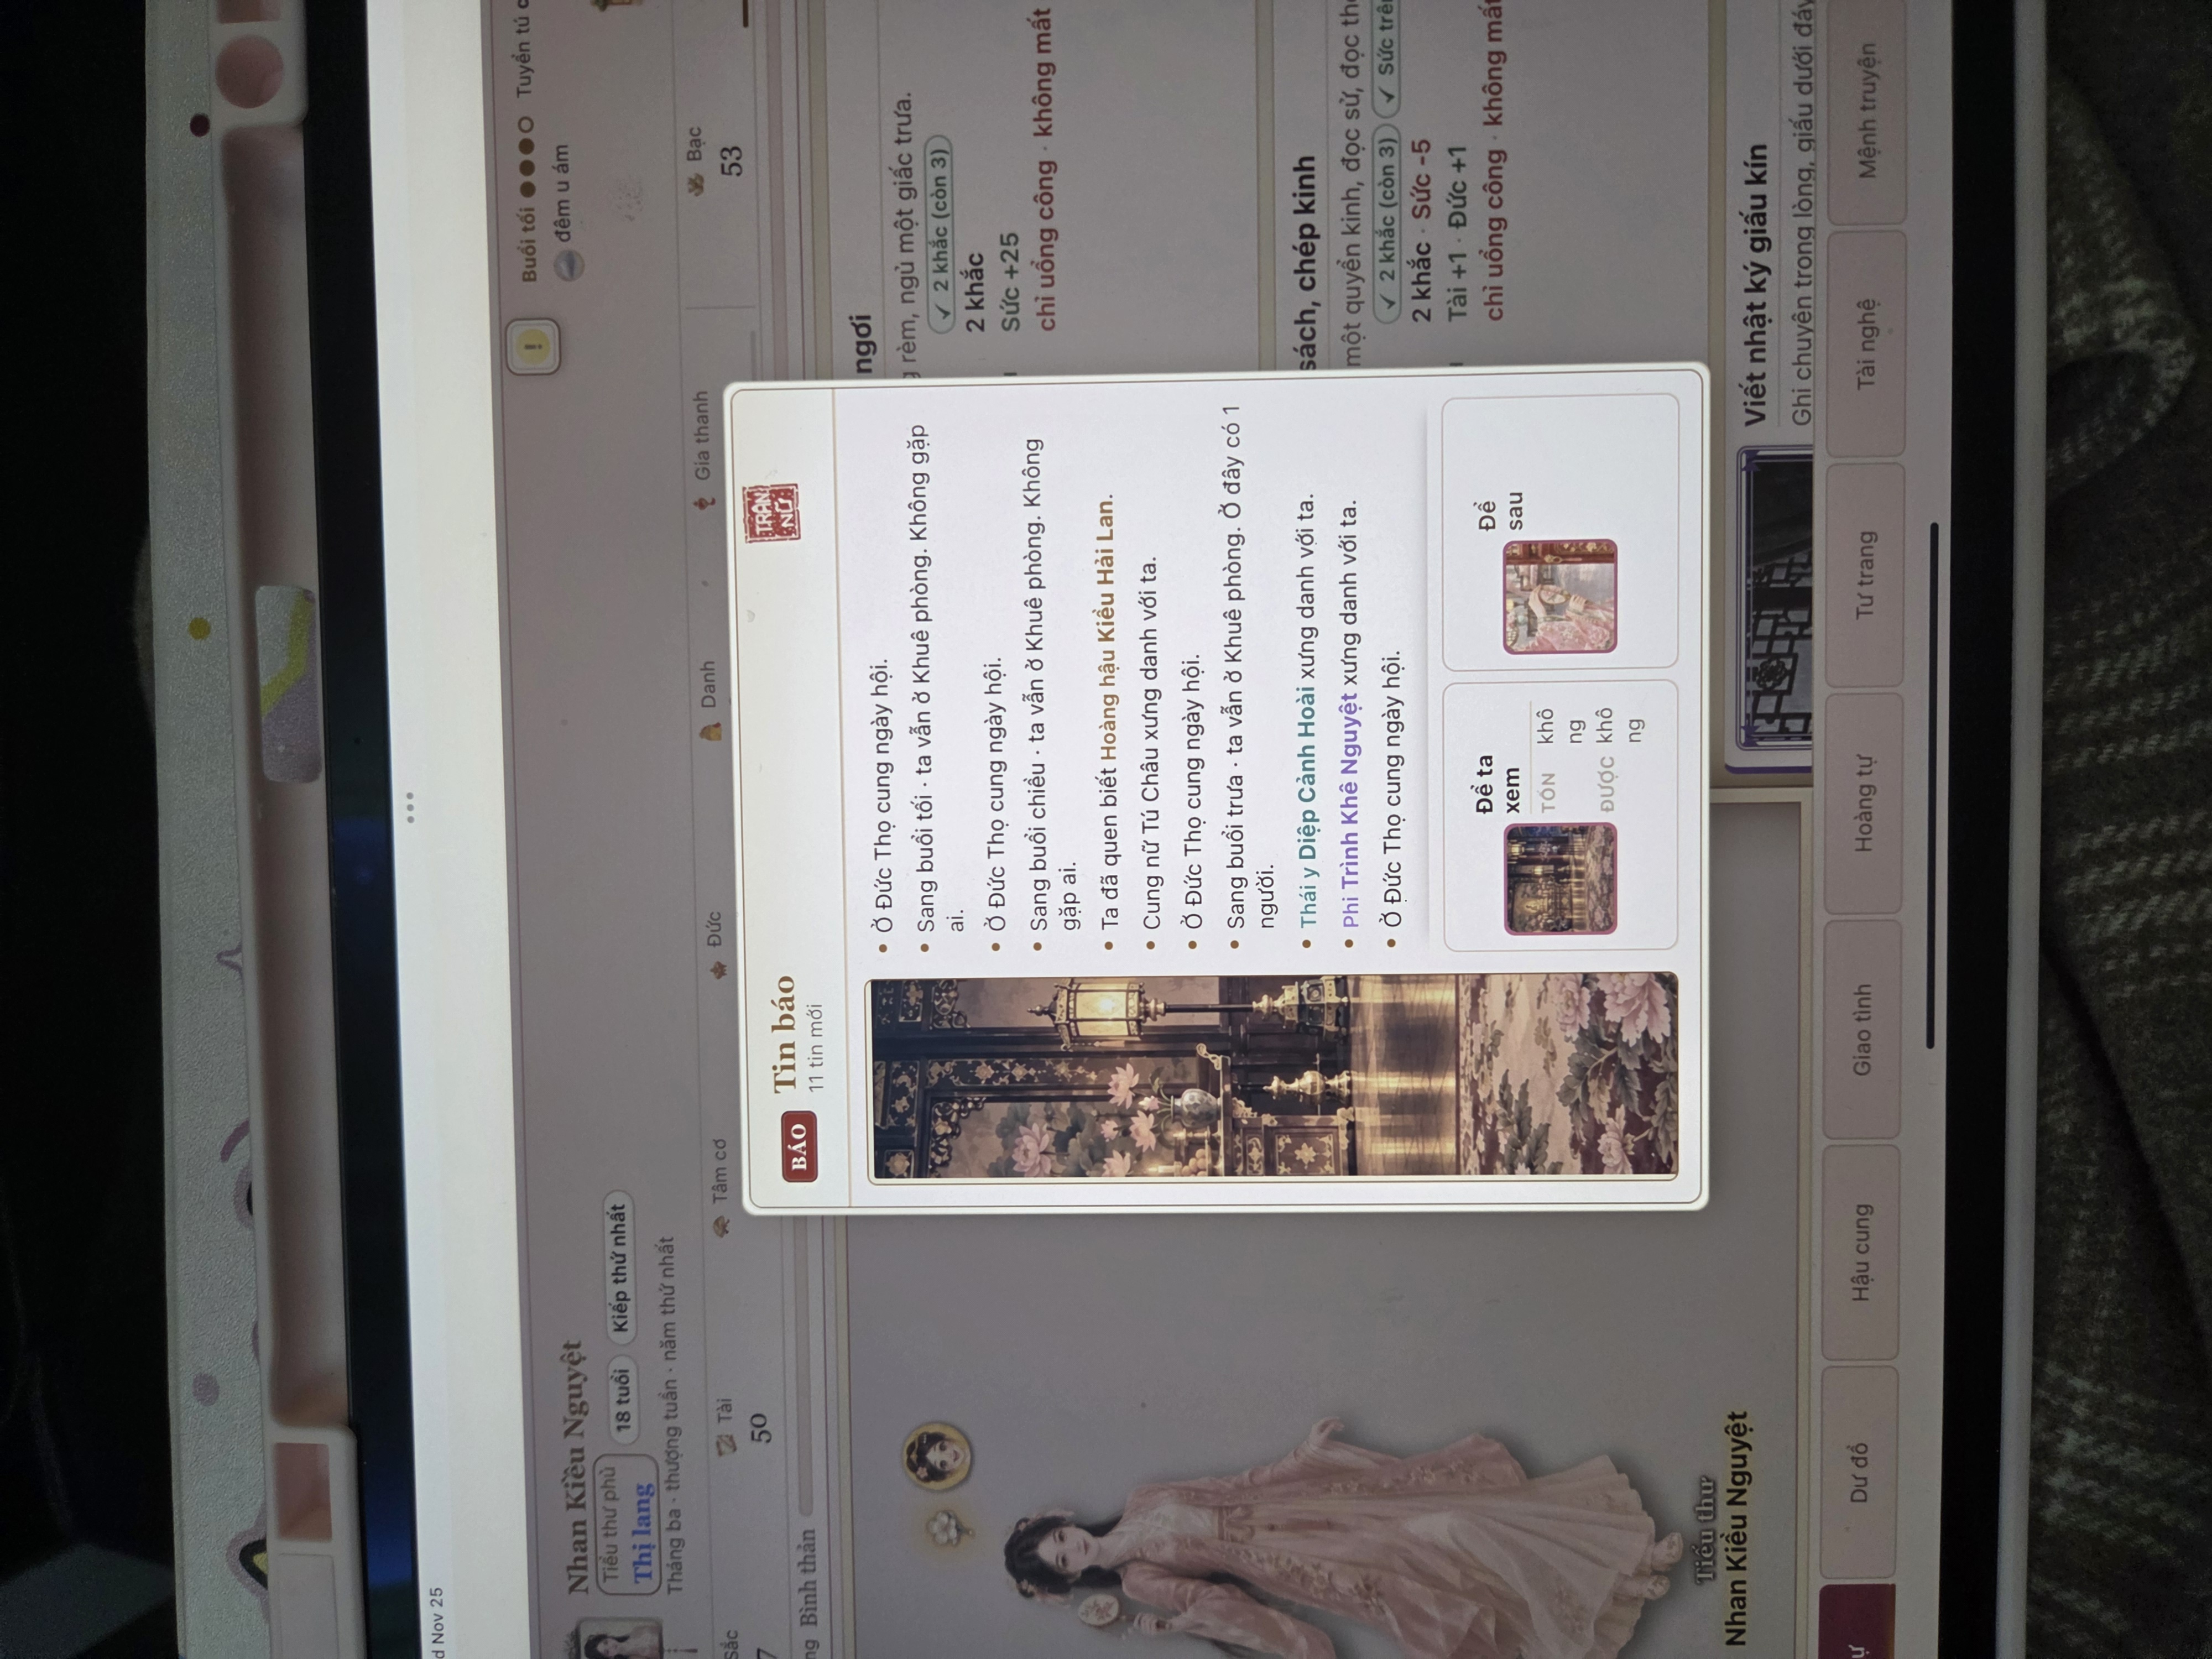 d Nov 25
Nhan Kiều Nguyệt
Tiểu thư phủ
Thị lang
18 tuổi
Kiếp thứ nhất
Tháng ba · thượng tuần · năm thứ nhất
!
Buổi tối
Tuyển tú
đêm u ám
Sắc
7
Tài
50
Tâm cơ
Đức
Danh
Gia thanh
Bạc
53
ng Bình thản
BÁO
Tin báo
11 tin mới
TRÂN
NỮ
Ở Đức Thọ cung ngày hội.
Sang buổi tối · ta vẫn ở Khuê phòng. Không gặp
ai.
Ở Đức Thọ cung ngày hội.
Sang buổi chiều · ta vẫn ở Khuê phòng. Không
gặp ai.
Ta đã quen biết Hoàng hậu Kiều Hải Lan.
Cung nữ Tú Châu xưng danh với ta.
Ở Đức Thọ cung ngày hội.
Sang buổi trưa · ta vẫn ở Khuê phòng. Ở đây có 1
người.
Thái y Diệp Cảnh Hoài xưng danh với ta.
Phi Trình Khê Nguyệt xưng danh với ta.
Ở Đức Thọ cung ngày hội.
Để ta
xem
TỐN khô
ng
ĐƯỢC khô
ng
Để
sau
ngơi
rèm, ngủ một giấc trưa.
✓ 2 khắc (còn 3)
2 khắc
Sức +25
chỉ uổng công · không mất
sách, chép kinh
một quyển kinh, đọc sử, đọc th
✓ 2 khắc (còn 3) ✓ Sức trê
2 khắc · Sức -5
Tài +1 · Đức +1
chỉ uổng công · không mất
Tiểu thư
Nhan Kiều Nguyệt
Viết nhật ký giấu kín
Ghi chuyện trong lòng, giấu dưới đáy
ự
Dư đồ
Hậu cung
Giao tình
Hoàng tự
Tư trang
Tài nghệ
Mệnh truyện